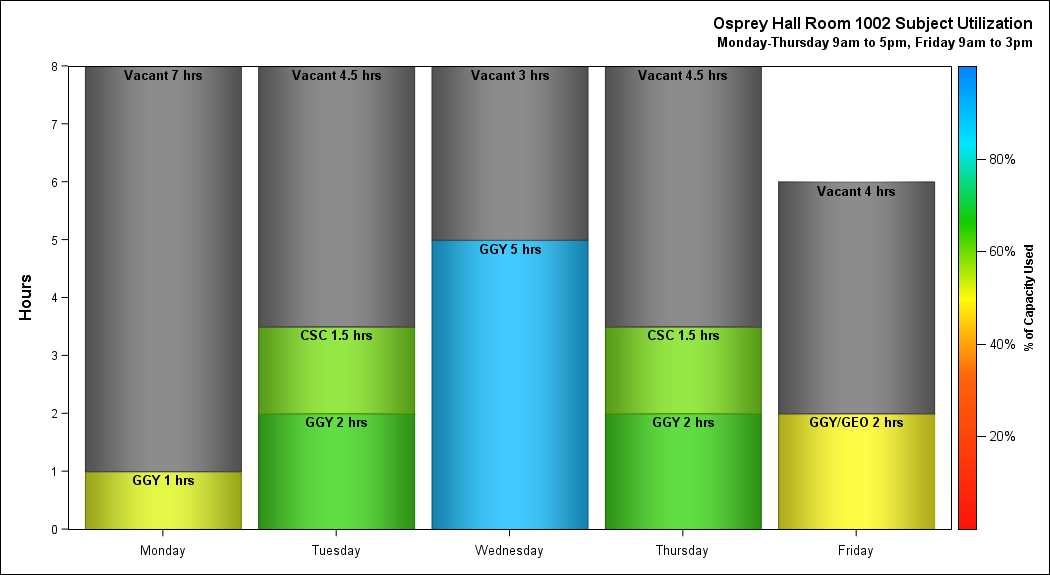 Osprey Hall Room 1002 Subject Utilization
Monday-Thursday 9am to 5pm, Friday 9am to 3pm
Hours
8
7
6
5
4
3
2
1
0
Vacant 7 hrs
GGY 1 hrs
Vacant 4.5 hrs
CSC 1.5 hrs
GGY 2 hrs
Vacant 3 hrs
GGY 5 hrs
Vacant 4.5 hrs
CSC 1.5 hrs
GGY 2 hrs
Vacant 4 hrs
GGY/GEO 2 hrs
Monday
Tuesday
Wednesday
Thursday
Friday
80%
60%
40%
20%
% of Capacity Used